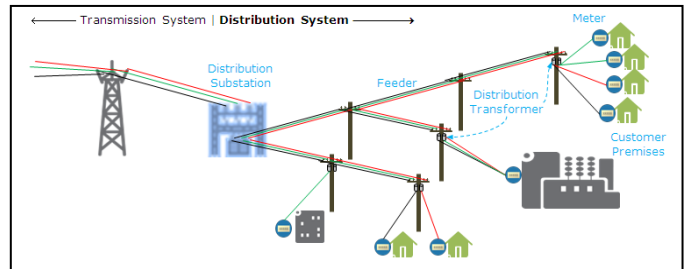 Transmission System | Distribution System
Meter
Distribution
Substation
Feeder
Distribution
Transformer
Customer
Premises